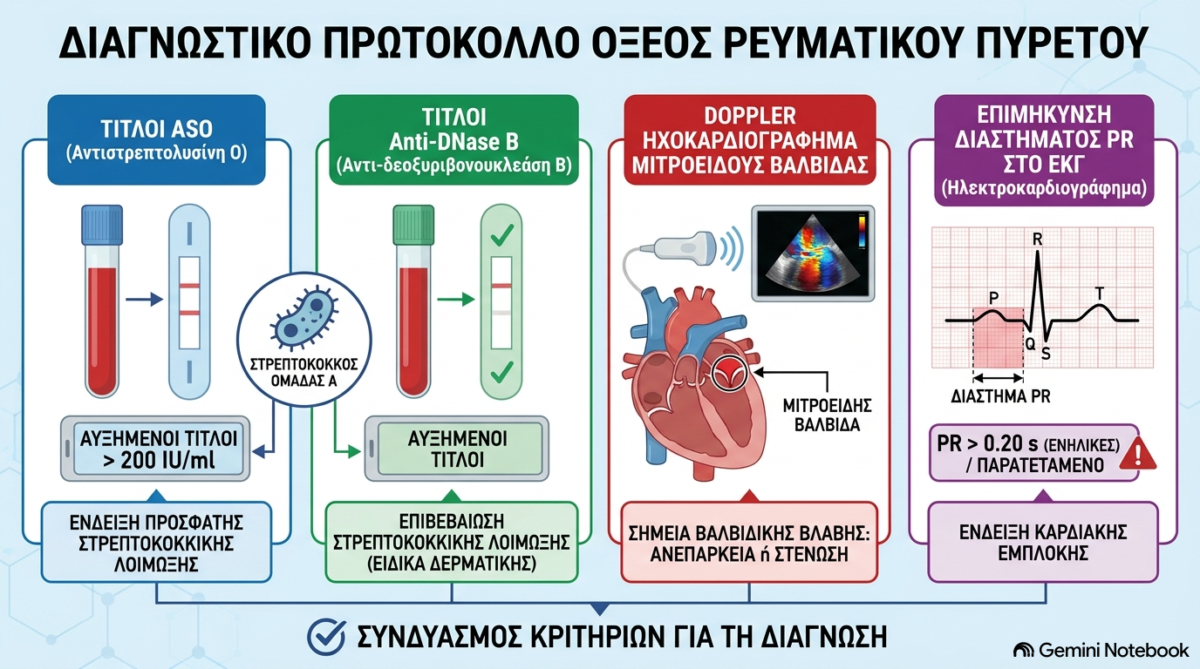 ΔΙΑΓΝΩΣΤΙΚΟ ΠΡΩΤΟΚΟΛΛΟ ΟΞΕΟΣ ΡΕΥΜΑΤΙΚΟΥ ΠΥΡΕΤΟΥ
ΤΙΤΛΟΙ ASO
(Αντιστρεπτολυσίνη Ο)
ΑΥΞΗΜΕΝΟΙ ΤΙΤΛΟΙ
> 200 IU/ml
ΕΝΔΕΙΞΗ ΠΡΟΣΦΑΤΗΣ
ΣΤΡΕΠΤΟΚΟΚΚΙΚΗΣ
ΛΟΙΜΩΞΗΣ
ΣΤΡΕΠΤΟΚΟΚΚΟΣ
ΟΜΑΔΑΣ Α
ΤΙΤΛΟΙ
Anti-DNase B
(Αντι-δεοξυριβονουκλεάση Β)
ΑΥΞΗΜΕΝΟΙ
ΤΙΤΛΟΙ
ΕΠΙΒΕΒΑΙΩΣΗ
ΣΤΡΕΠΤΟΚΟΚΚΙΚΗΣ ΛΟΙΜΩΞΗΣ
(ΕΙΔΙΚΑ ΔΕΡΜΑΤΙΚΗΣ)
DOPPLER
ΗΧΟΚΑΡΔΙΟΓΡΑΦΗΜΑ
ΜΙΤΡΟΕΙΔΟΥΣ ΒΑΛΒΙΔΑΣ
ΜΙΤΡΟΕΙΔΗΣ
ΒΑΛΒΙΔΑ
ΣΗΜΕΙΑ ΒΑΛΒΙΔΙΚΗΣ ΒΛΑΒΗΣ:
ΑΝΕΠΑΡΚΕΙΑ ή ΣΤΕΝΩΣΗ
ΕΠΙΜΗΚΥΝΣΗ
ΔΙΑΣΤΗΜΑΤΟΣ PR
ΣΤΟ ΕΚΓ
(Ηλεκτροκαρδιογράφημα)
R
P
T
Q
S
ΔΙΑΣΤΗΜΑ PR
PR > 0.20 s (ΕΝΗΛΙΚΕΣ)
/ ΠΑΡΑΤΕΤΑΜΕΝΟ
ΕΝΔΕΙΞΗ ΚΑΡΔΙΑΚΗΣ
ΕΜΠΛΟΚΗΣ
ΣΥΝΔΥΑΣΜΟΣ ΚΡΙΤΗΡΙΩΝ ΓΙΑ ΤΗ ΔΙΑΓΝΩΣΗ
Gemini Notebook